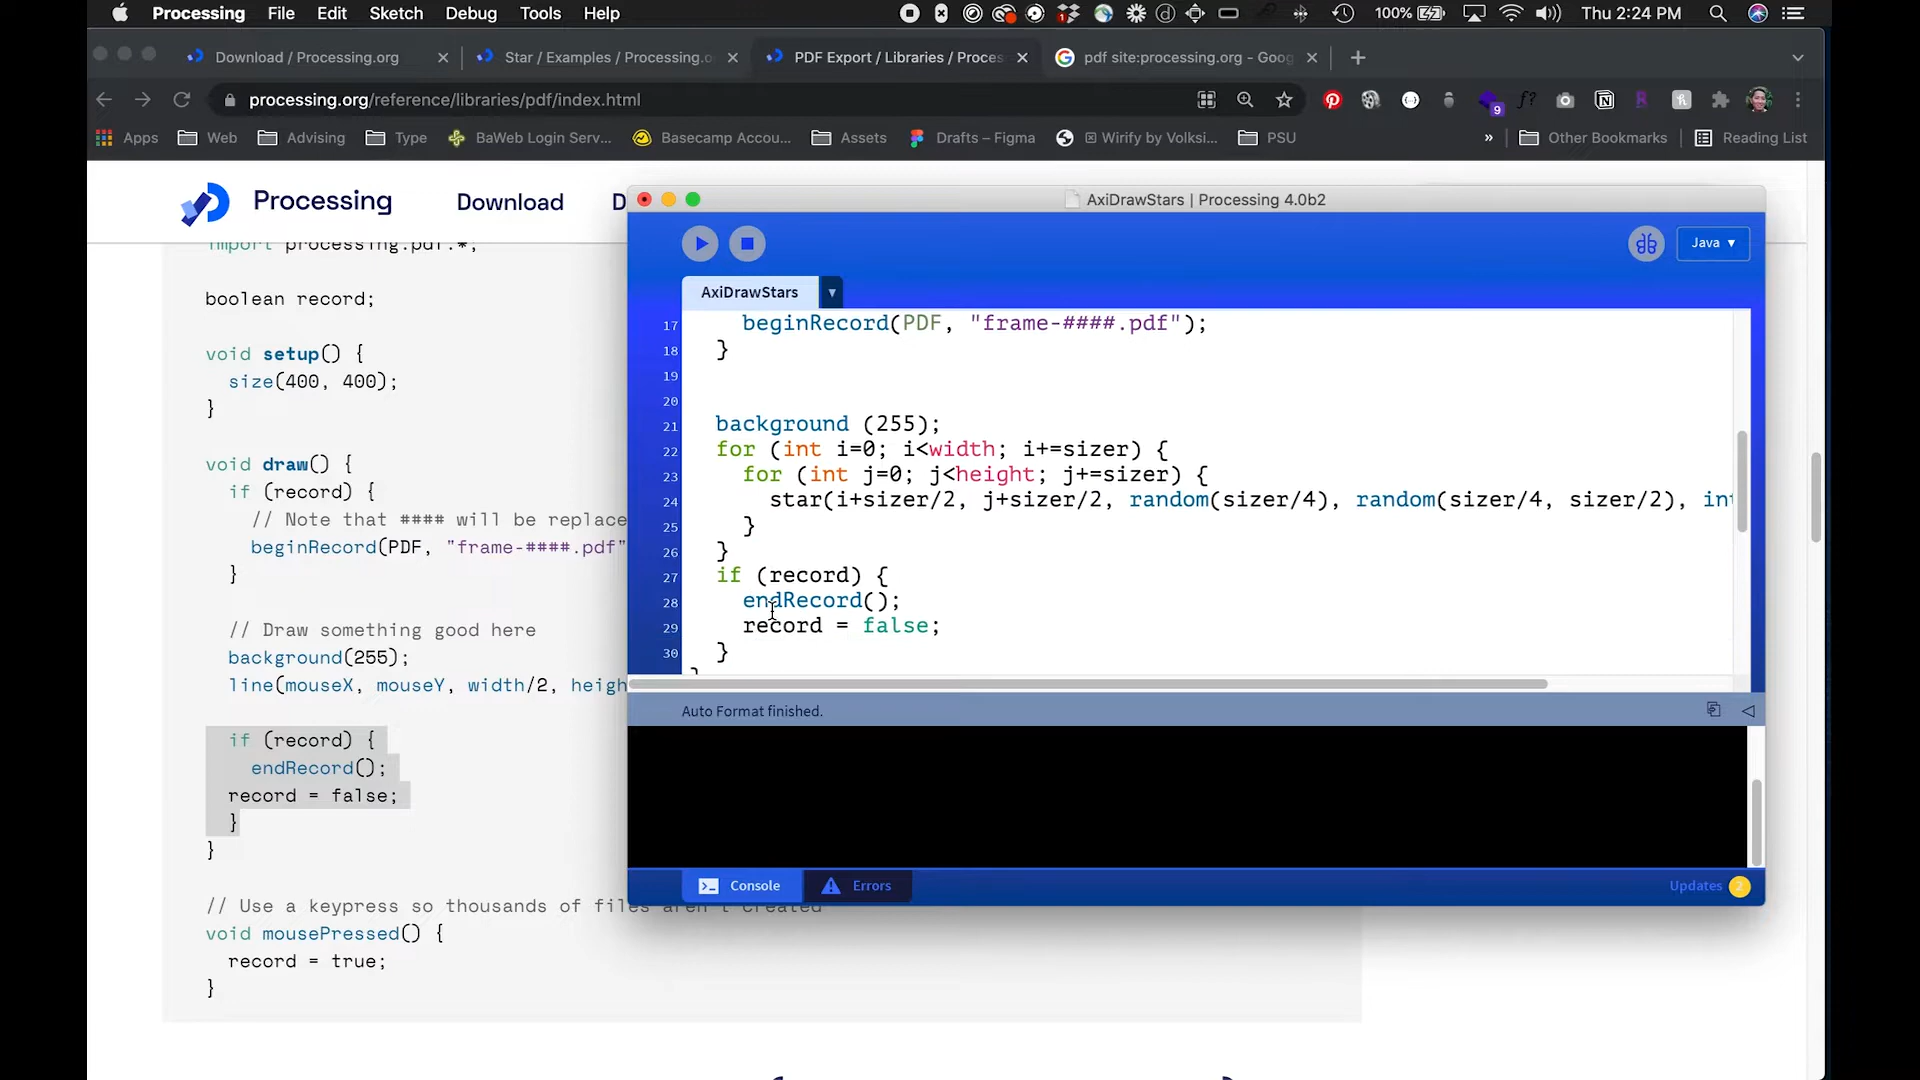 Processing File Edit Sketch Debug Tools Help 100% Thu 2:24 PM
Download / Processing.org Star / Examples / Processing.o PDF Export / Libraries / Proces pdf site:processing.org - Goog
processing.org/reference/libraries/pdf/index.html 9
Apps Web Advising Type BaWeb Login Serv... Basecamp Accou... Assets Drafts – Figma Wirify by Volksi... PSU » Other Bookmarks Reading List
Processing Download D
import processing.pdf.*;
boolean record;
void setup() {
size(400, 400);
}
void draw() {
if (record) {
// Note that #### will be replace
beginRecord(PDF, "frame-####.pdf"
}
// Draw something good here
background(255);
line(mouseX, mouseY, width/2, heigh
if (record) {
endRecord();
record = false;
}
}
// Use a keypress so thousands of files aren't created
void mousePressed() {
record = true;
}
AxiDrawStars | Processing 4.0b2
Java ▾
AxiDrawStars ▾
17 beginRecord(PDF, "frame-####.pdf");
18 }
19
20
21 background (255);
22 for (int i=0; i<width; i+=sizer) {
23 for (int j=0; j<height; j+=sizer) {
24 star(i+sizer/2, j+sizer/2, random(sizer/4), random(sizer/4, sizer/2), int
25 }
26 }
27 if (record) {
28 endRecord();
29 record = false;
30 }
Auto Format finished.
Console Errors Updates 2